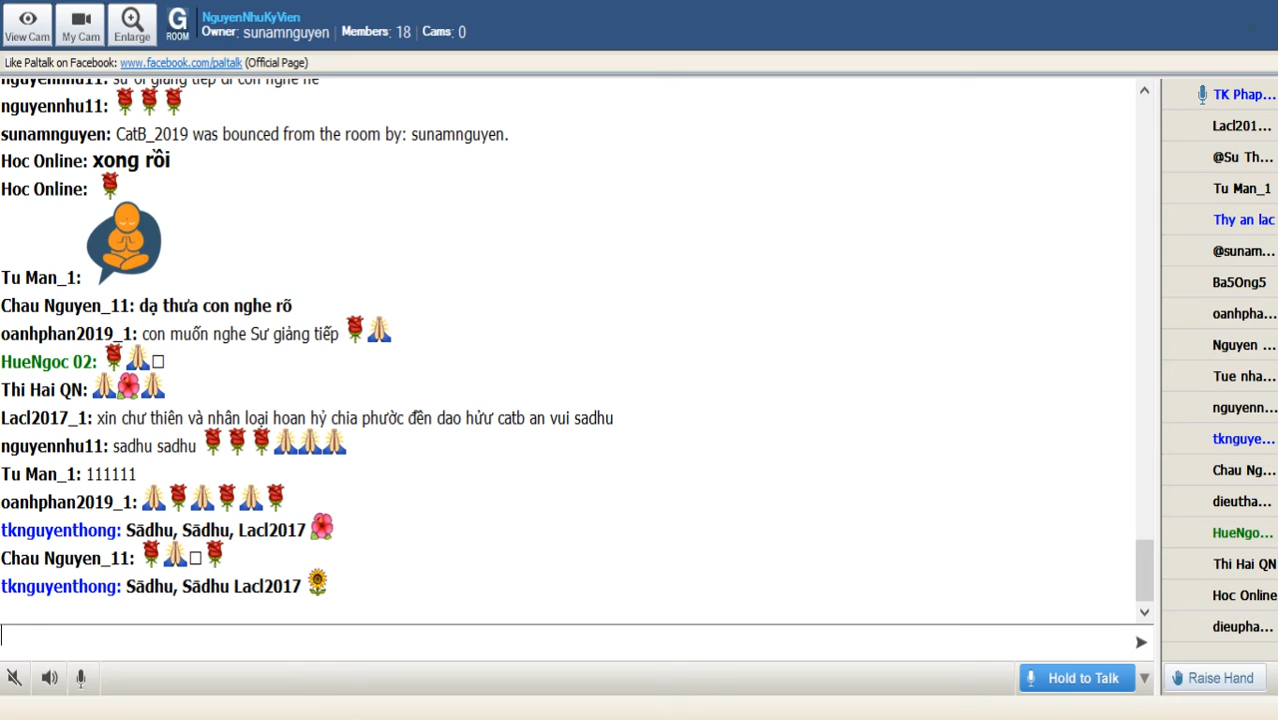 View Cam
My Cam
Enlarge
G
ROOM
NguyenNhuKyVien
Owner: sunamnguyen | Members: 18 | Cams: 0
Like Paltalk on Facebook: www.facebook.com/paltalk (Official Page)
nguyennhu11:
nguyennhu11:
sunamnguyen: CatB_2019 was bounced from the room by: sunamnguyen.
Hoc Online: xong rồi
Hoc Online:
Tu Man_1:
Chau Nguyen_11: dạ thưa con nghe rõ
oanhphan2019_1: con muốn nghe Sư giảng tiếp
HueNgoc 02:
Thi Hai QN:
Lacl2017_1: xin chư thiên và nhân loại hoan hỷ chia phước đên dao hửư catb an vui sadhu
nguyennhu11: sadhu sadhu
Tu Man_1: 111111
oanhphan2019_1:
tknguyenthong: Sādhu, Sādhu, Lacl2017
Chau Nguyen_11:
tknguyenthong: Sādhu, Sādhu Lacl2017
TK Phap...
Lacl201...
@Su Th...
Tu Man_1
Thy an lac
@sunam...
Ba5Ong5
oanhpha...
Nguyen ...
Tue nha...
nguyenn...
tknguye...
Chau Ng...
dieutha...
HueNgo...
Thi Hai QN
Hoc Online
dieupha...
Hold to Talk
Raise Hand